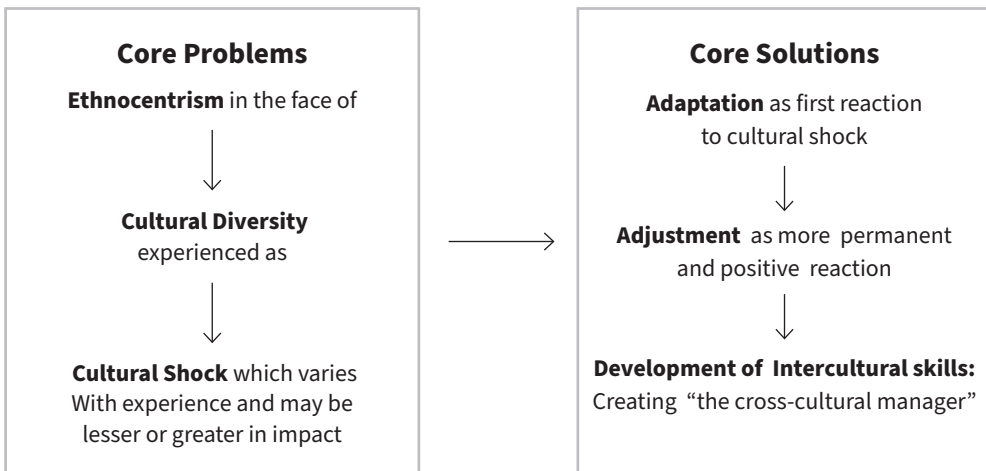 Core Problems
Ethnocentrism in the face of
Cultural Diversity
experienced as
Cultural Shock which varies
With experience and may be
lesser or greater in impact
Core Solutions
Adaptation as first reaction
to cultural shock
Adjustment as more permanent
and positive reaction
Development of Intercultural skills:
Creating “the cross-cultural manager”